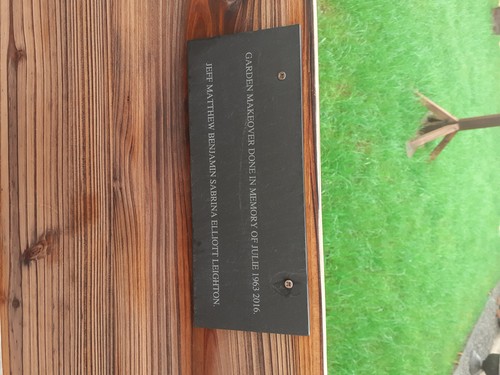 GARDEN MAKEOVER DONE IN MEMORY OF JULIE 1963 2016.
JEFF MATTHEW BENJAMIN SABRINA ELLIOTT LEIGHTON